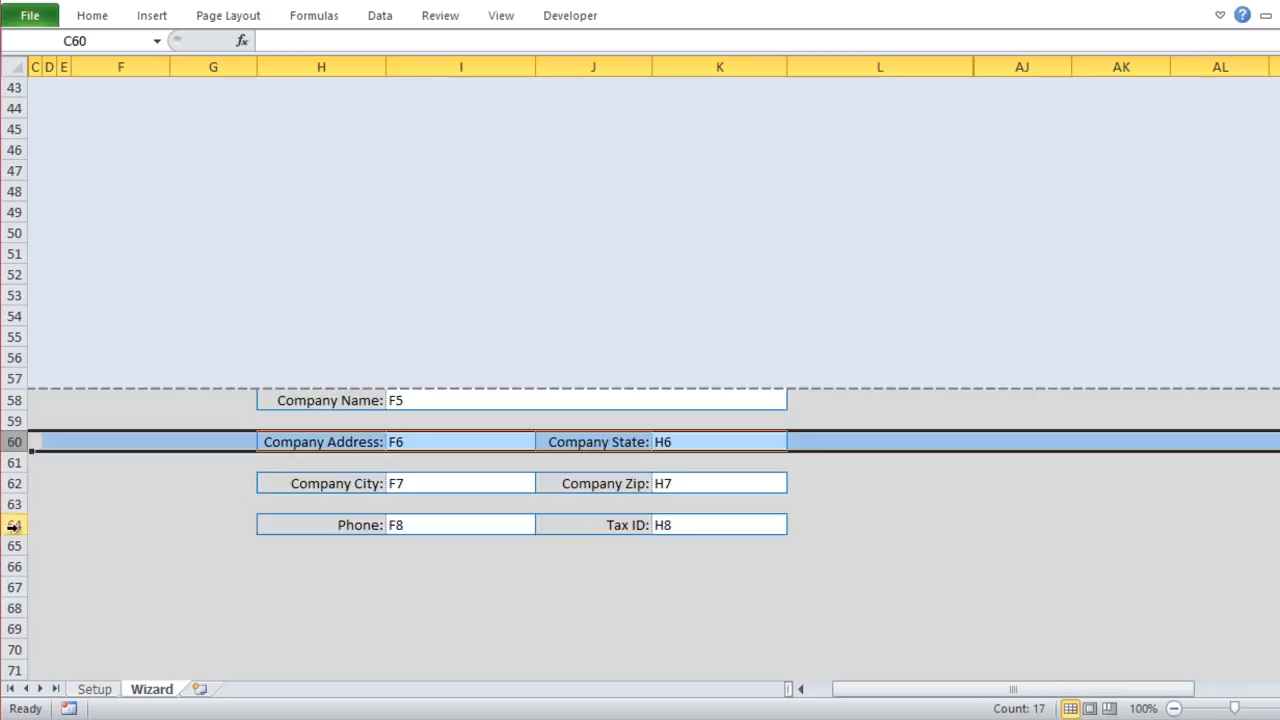 File Home Insert Page Layout Formulas Data Review View Developer
C60 fx
C D E F G H I J K L AJ AK AL
43
44
45
46
47
48
49
50
51
52
53
54
55
56
57
58 Company Name: F5
59
60 Company Address: F6 Company State: H6
61
62 Company City: F7 Company Zip: H7
63
64 Phone: F8 Tax ID: H8
65
66
67
68
69
70
71
Setup Wizard
Ready Count: 17 100%